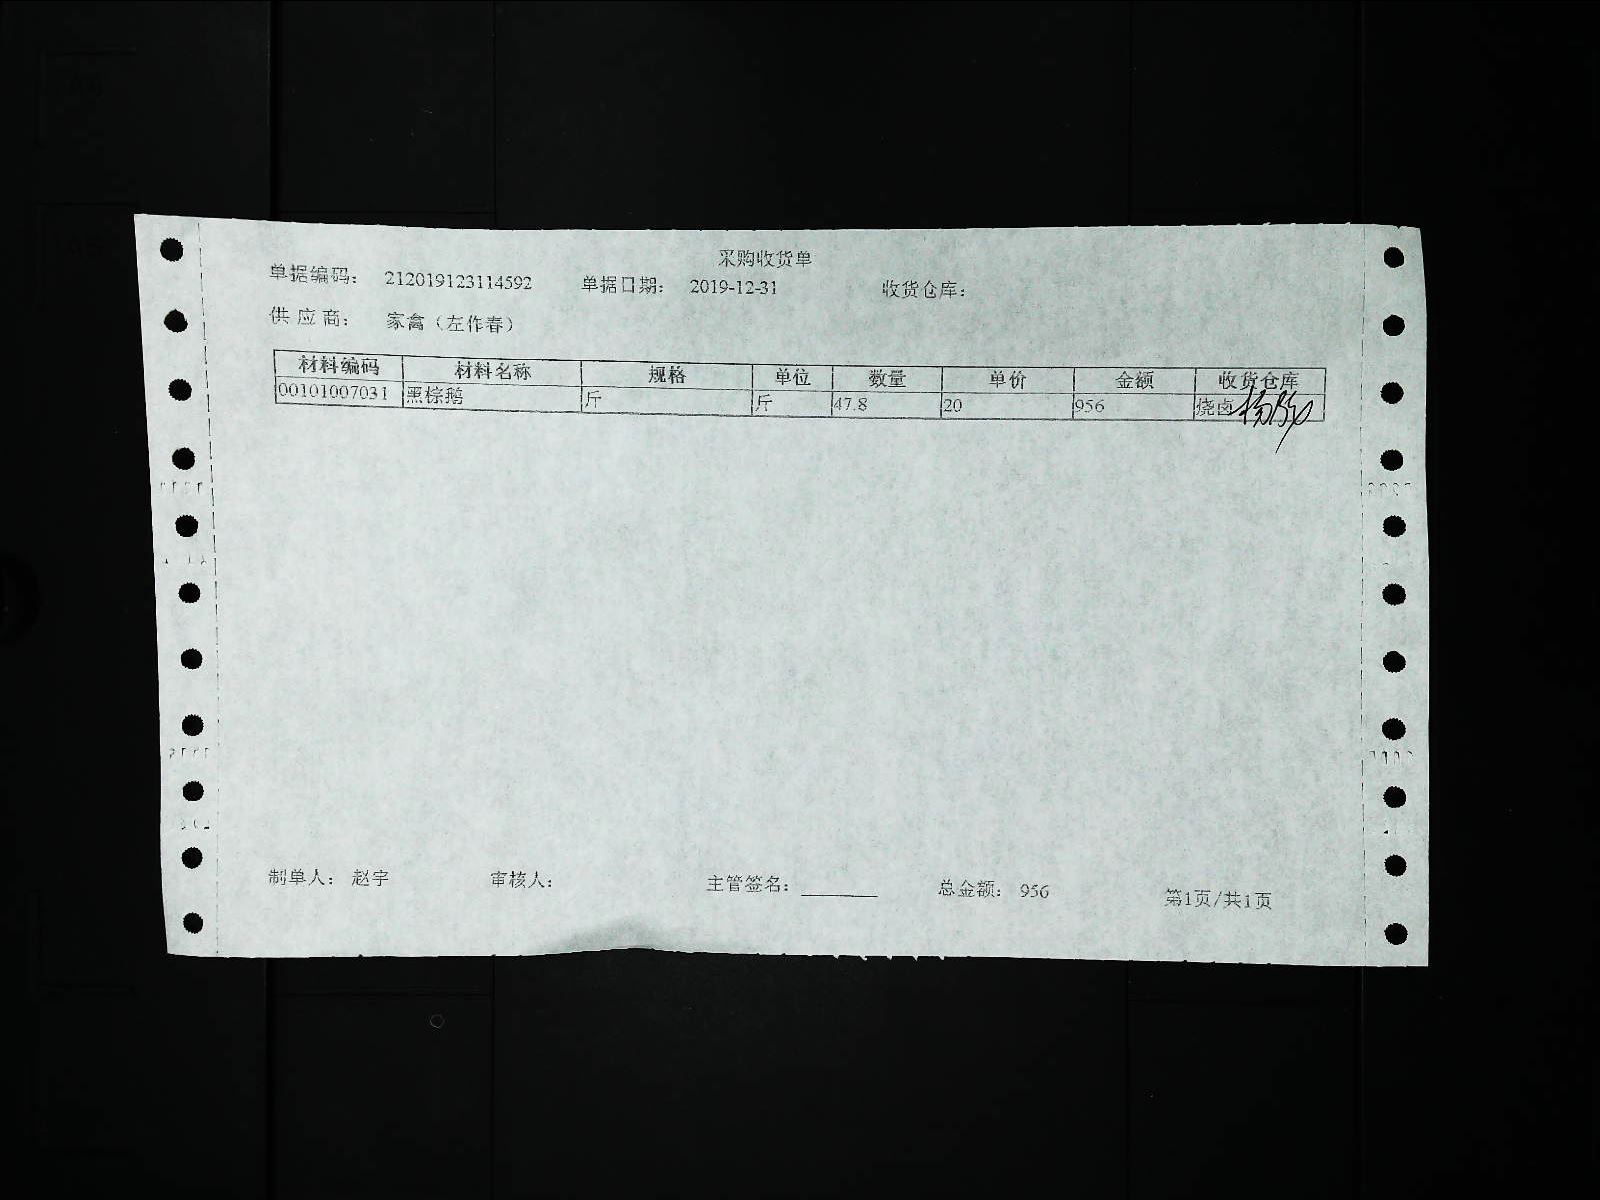 采购收货单
单据编码： 212019123114592 单据日期： 2019-12-31 收货仓库：
供应商： 家禽（左作春）
材料编码 材料名称 规格 单位 数量 单价 金额 收货仓库
00101007031 黑棕鹅 斤 斤 47.8 20 956 烧卤
制单人： 赵宇 审核人： 主管签名： 总金额： 956 第1页/共1页